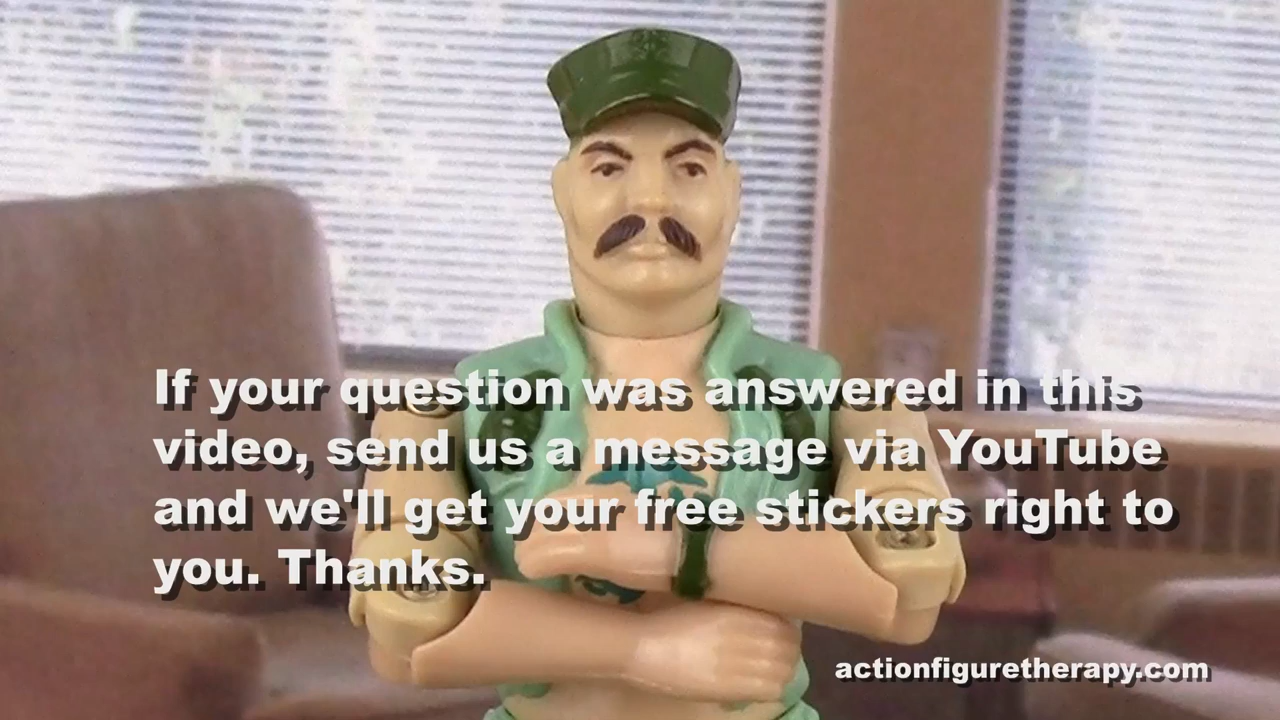 If your question was answered in this
video, send us a message via YouTube
and we'll get your free stickers right to
you. Thanks.
actionfiguretherapy.com